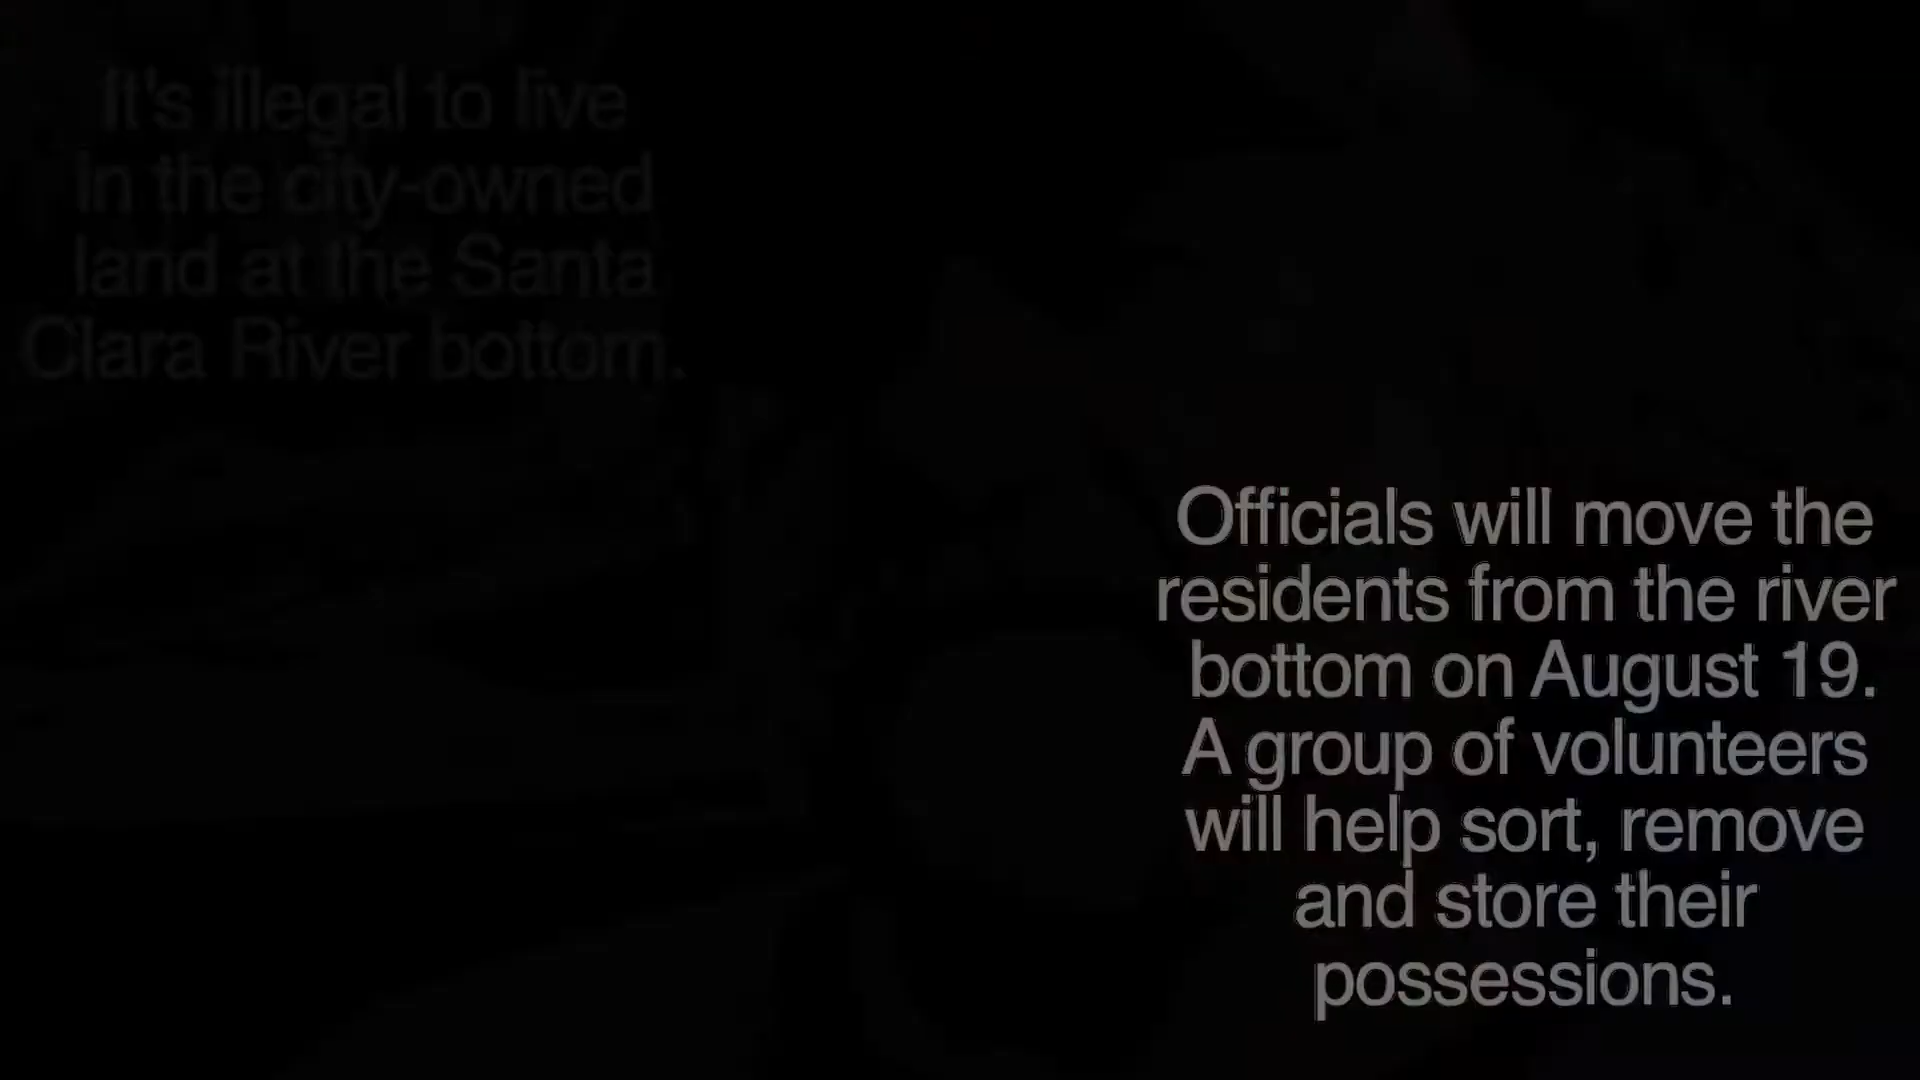 It's illegal to live
in the city-owned
land at the Santa
Clara River bottom.
Officials will move the
residents from the river
bottom on August 19.
A group of volunteers
will help sort, remove
and store their
possessions.